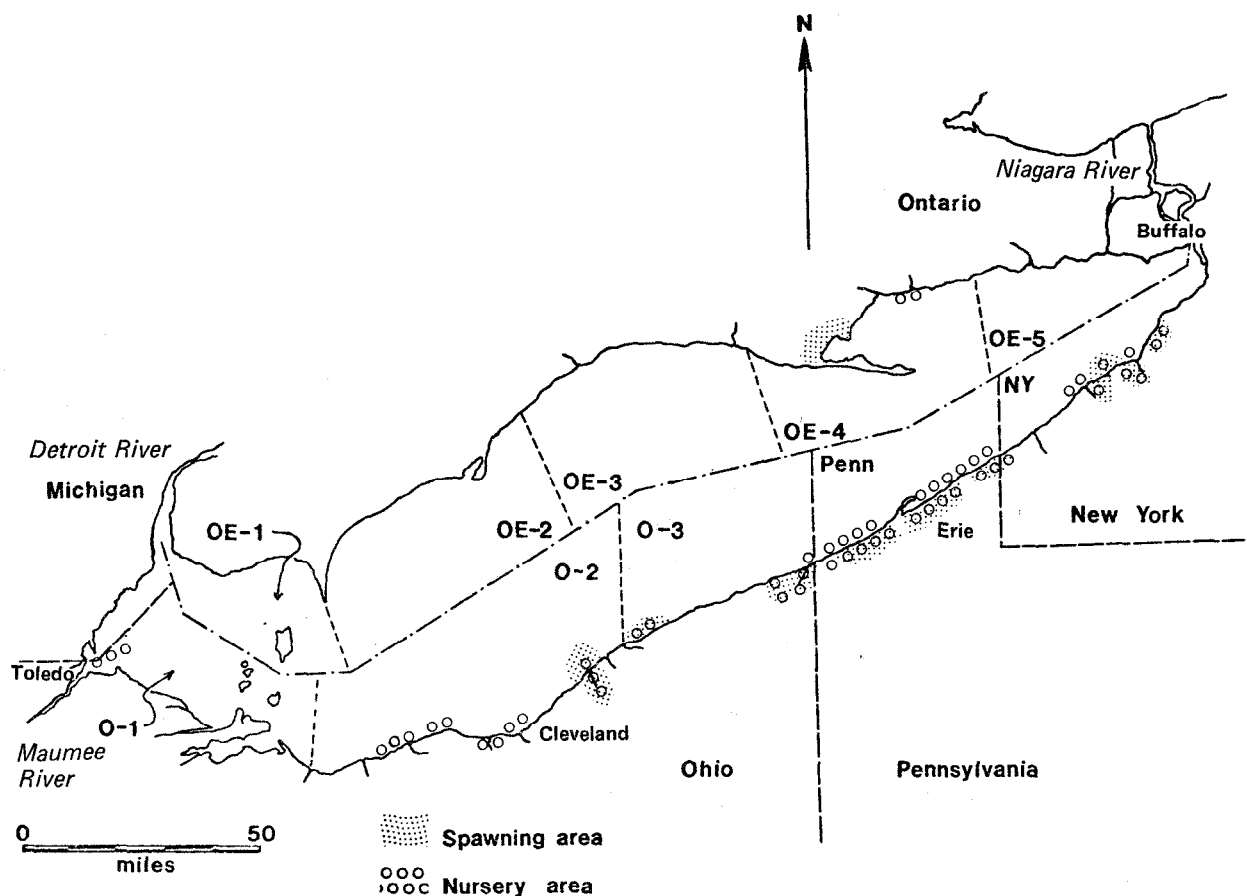 N
Niagara River
Ontario
Buffalo
OE-5
NY
OE-4
Penn
Detroit River
Michigan
OE-3
OE-1
OE-2
O-3
New York
Erie
O-2
Toledo
O-1
Cleveland
Maumee
River
Ohio
Pennsylvania
0 50
miles
Spawning area
Nursery area